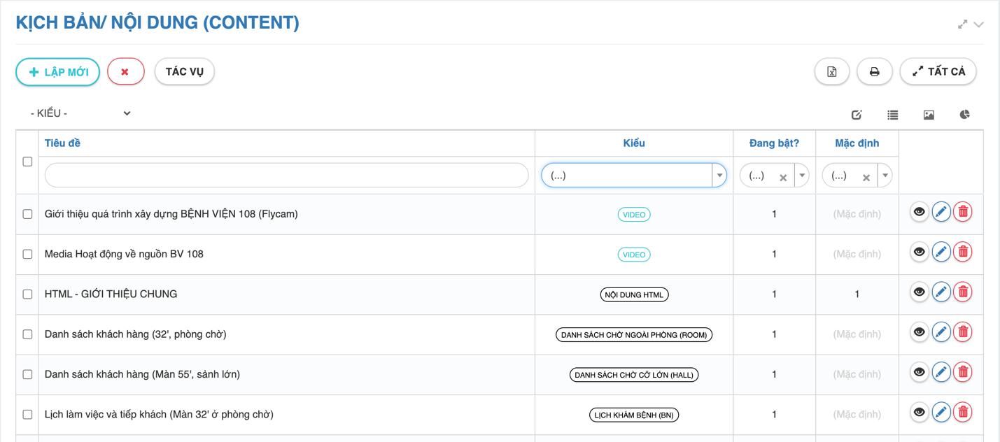 KỊCH BẢN/ NỘI DUNG (CONTENT)
LẬP MỚI
TÁC VỤ
TẤT CẢ
- KIỂU -
Tiêu đề Kiểu Đang bật? Mặc định
(...) (...) (...)
Giới thiệu quá trình xây dựng BỆNH VIỆN 108 (Flycam) VIDEO 1 (Mặc định)
Media Hoạt động về nguồn BV 108 VIDEO 1 (Mặc định)
HTML - GIỚI THIỆU CHUNG NỘI DUNG HTML 1 1
Danh sách khách hàng (32', phòng chờ) DANH SÁCH CHỜ NGOÀI PHÒNG (ROOM) 1 (Mặc định)
Danh sách khách hàng (Màn 55', sảnh lớn) DANH SÁCH CHỜ CỠ LỚN (HALL) 1 (Mặc định)
Lịch làm việc và tiếp khách (Màn 32' ở phòng chờ) LỊCH KHÁM BỆNH (BN) 1 (Mặc định)